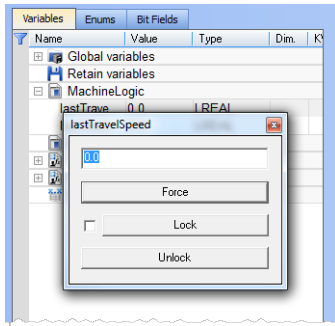 Variables Enums Bit Fields
Name Value Type Dim.
Global variables
Retain variables
MachineLogic
lastTrave 0.0 LREAL
lastTravelSpeed
0.0
Force
Lock
Unlock